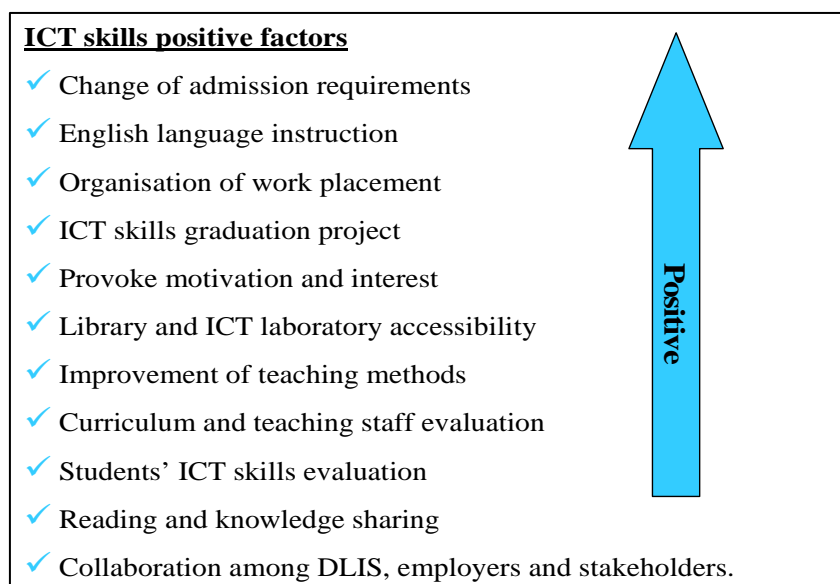 ICT skills positive factors
✓ Change of admission requirements
✓ English language instruction
✓ Organisation of work placement
✓ ICT skills graduation project
✓ Provoke motivation and interest
✓ Library and ICT laboratory accessibility
✓ Improvement of teaching methods
✓ Curriculum and teaching staff evaluation
✓ Students’ ICT skills evaluation
✓ Reading and knowledge sharing
✓ Collaboration among DLIS, employers and stakeholders.
Positive